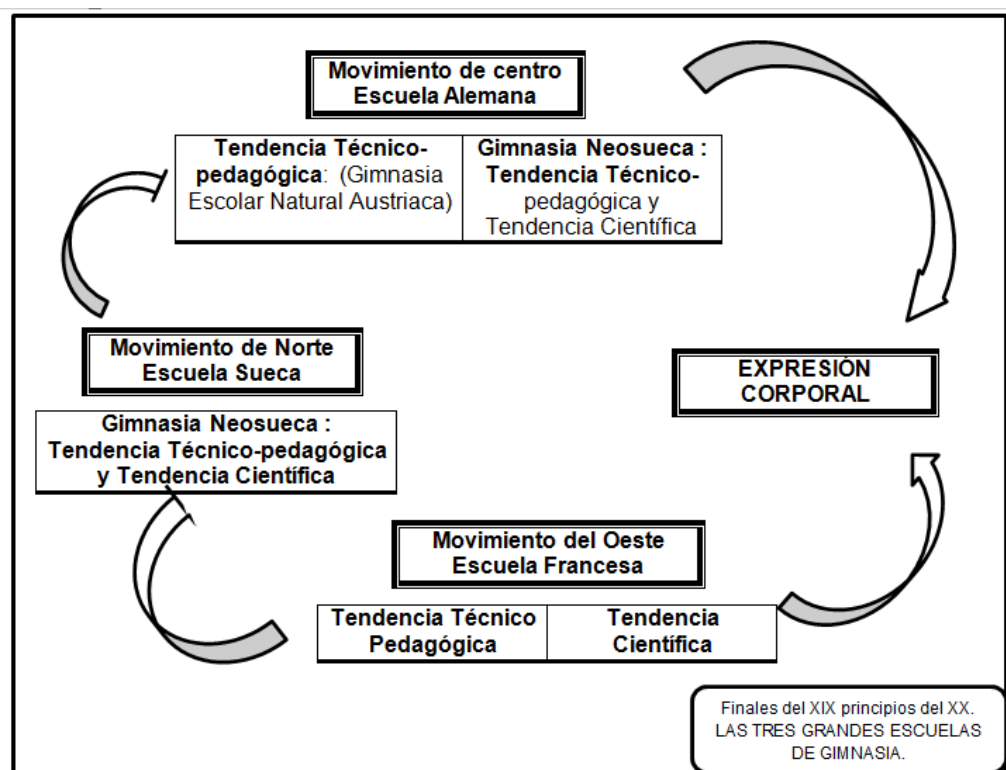 Movimiento de centro
Escuela Alemana
Tendencia Técnico-
pedagógica: (Gimnasia
Escolar Natural Austriaca)
Gimnasia Neosueca :
Tendencia Técnico-
pedagógica y
Tendencia Científica
Movimiento de Norte
Escuela Sueca
Gimnasia Neosueca :
Tendencia Técnico-pedagógica
y Tendencia Científica
EXPRESIÓN
CORPORAL
Movimiento del Oeste
Escuela Francesa
Tendencia Técnico
Pedagógica
Tendencia
Científica
Finales del XIX principios del XX.
LAS TRES GRANDES ESCUELAS
DE GIMNASIA.